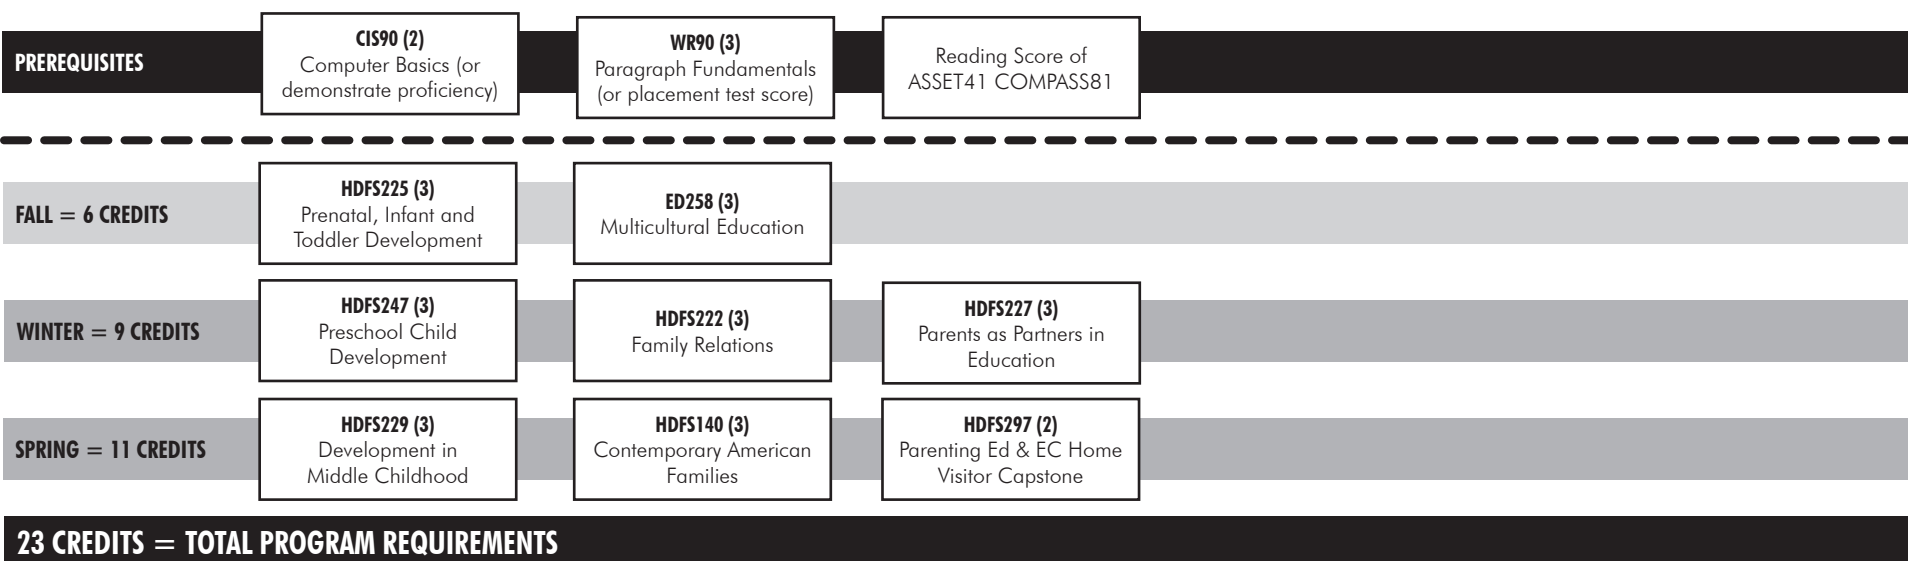 PREREQUISITES
CIS90 (2)
Computer Basics (or
demonstrate proficiency)
WR90 (3)
Paragraph Fundamentals
(or placement test score)
Reading Score of
ASSET41 COMPASS81
FALL = 6 CREDITS
HDFS225 (3)
Prenatal, Infant and
Toddler Development
ED258 (3)
Multicultural Education
WINTER = 9 CREDITS
HDFS247 (3)
Preschool Child
Development
HDFS222 (3)
Family Relations
HDFS227 (3)
Parents as Partners in
Education
SPRING = 11 CREDITS
HDFS229 (3)
Development in
Middle Childhood
HDFS140 (3)
Contemporary American
Families
HDFS297 (2)
Parenting Ed & EC Home
Visitor Capstone
23 CREDITS = TOTAL PROGRAM REQUIREMENTS